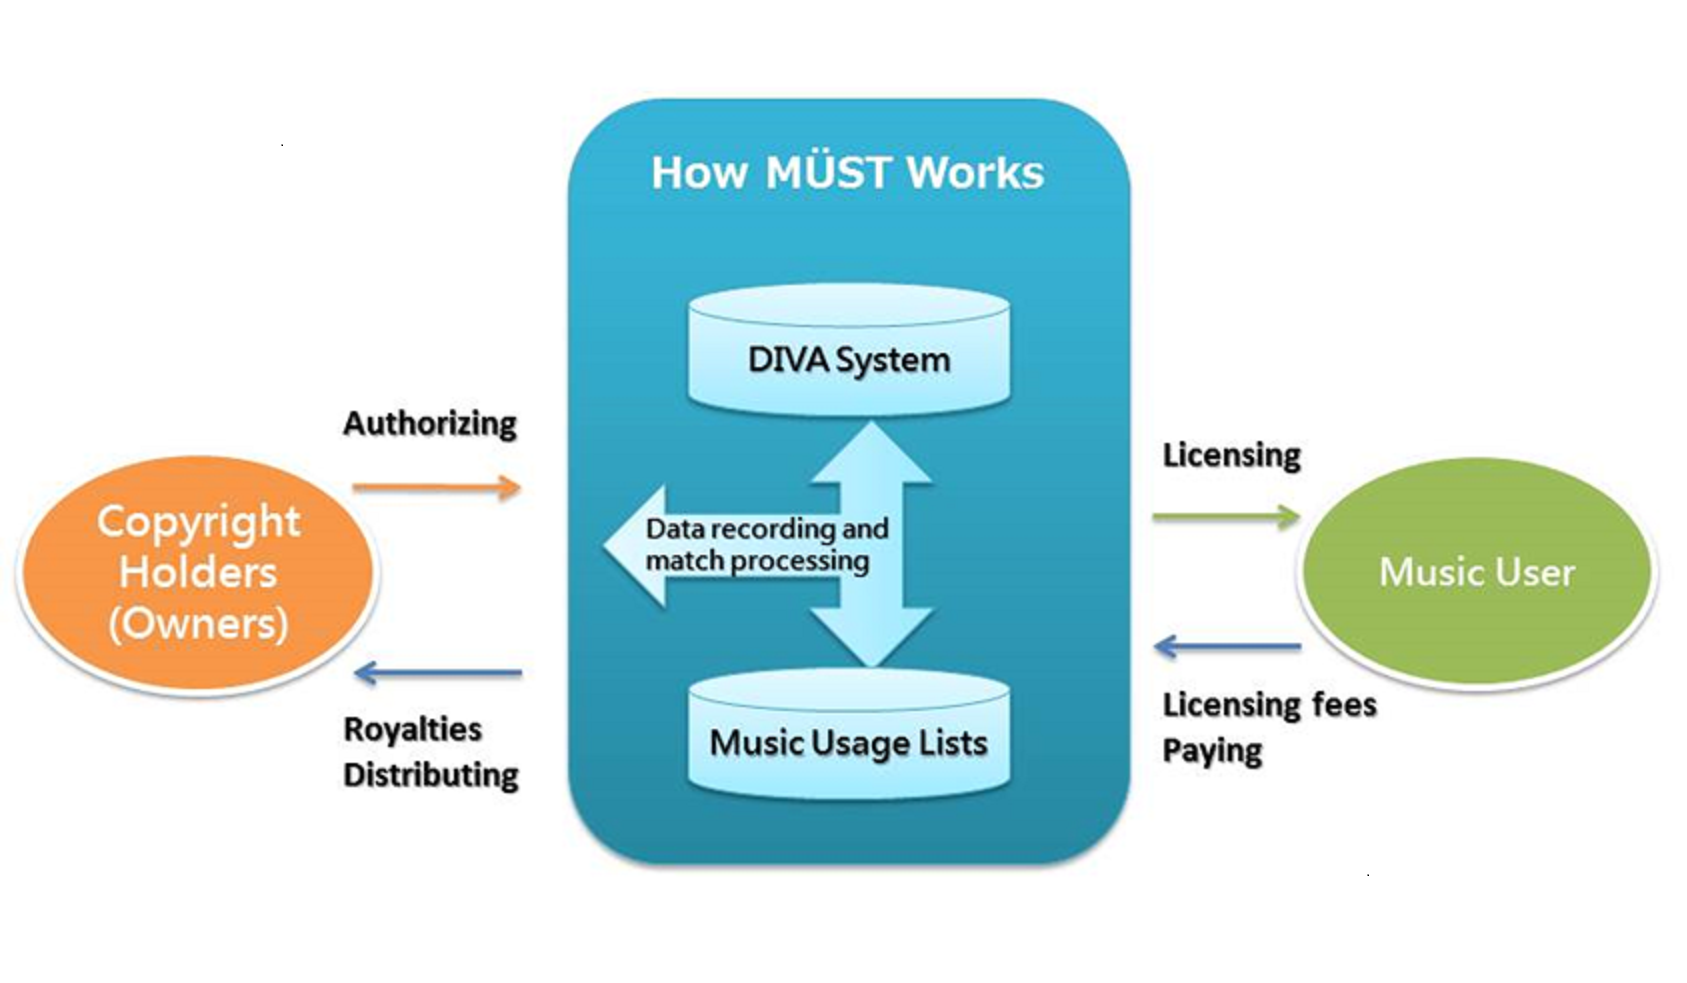 How MÜST Works
DIVA System
Authorizing
Licensing
Copyright
Holders
(Owners)
Data recording and
match processing
Music User
Royalties
Distributing
Music Usage Lists
Licensing fees
Paying